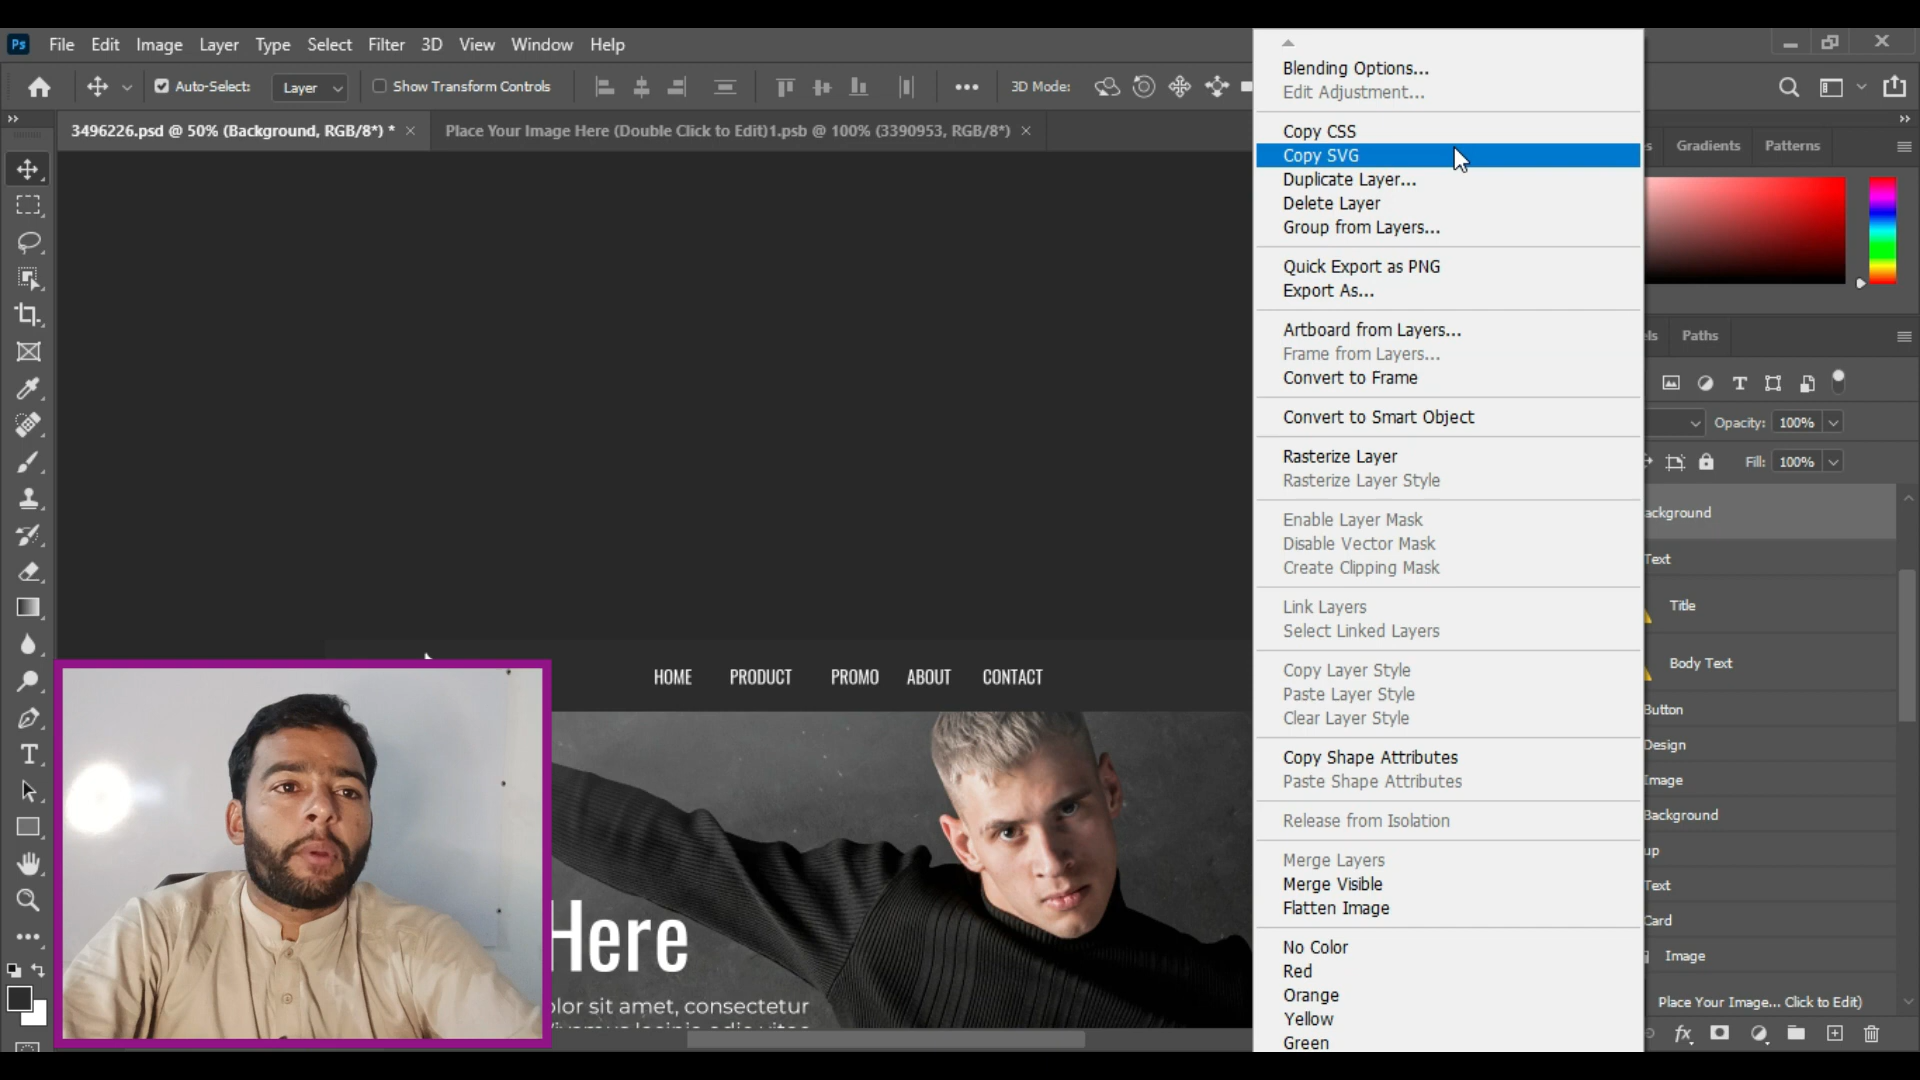 Ps File Edit Image Layer Type Select Filter 3D View Window Help
Auto-Select: Layer Show Transform Controls 3D Mode:
3496226.psd @ 50% (Background, RGB/8*) * × Place Your Image Here (Double Click to Edit)1.psb @ 100% (3390953, RGB/8*) ×
Blending Options...
Edit Adjustment...
Copy CSS
Copy SVG
Duplicate Layer...
Delete Layer
Group from Layers...
Quick Export as PNG
Export As...
Artboard from Layers...
Frame from Layers...
Convert to Frame
Convert to Smart Object
Rasterize Layer
Rasterize Layer Style
Enable Layer Mask
Disable Vector Mask
Create Clipping Mask
Link Layers
Select Linked Layers
Copy Layer Style
Paste Layer Style
Clear Layer Style
Copy Shape Attributes
Paste Shape Attributes
Release from Isolation
Merge Layers
Merge Visible
Flatten Image
No Color
Red
Orange
Yellow
Green
Gradients Patterns
els Paths
Opacity: 100%
Fill: 100%
ackground
Text
Title
Body Text
Button
Design
Image
Background
up
Text
Card
Image
Place Your Image... Click to Edit)
fx
HOME PRODUCT PROMO ABOUT CONTACT
Here
olor sit amet, consectetur